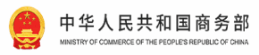 中华人民共和国商务部
MINISTRY OF COMMERCE OF THE PEOPLE'S REPUBLIC OF CHINA